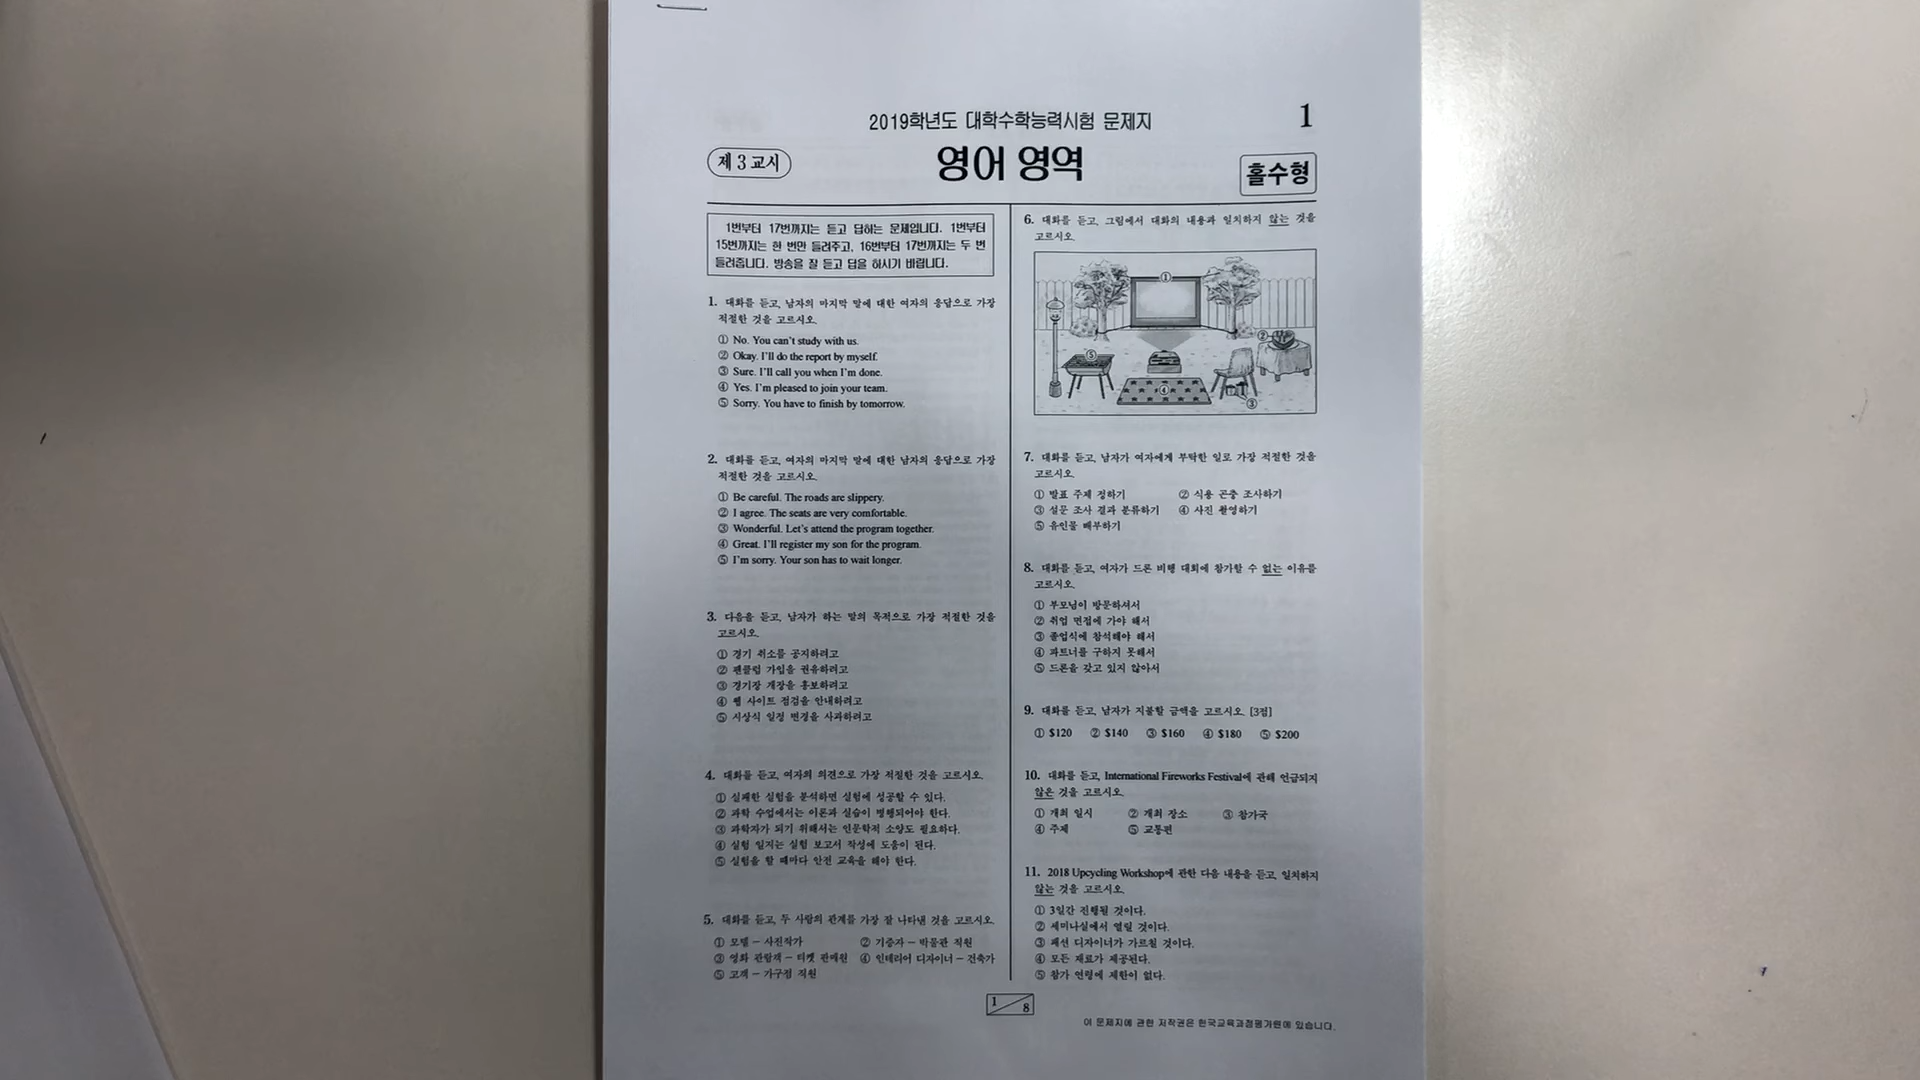 2019학년도 대학수학능력시험 문제지
1
제 3 교시
영어 영역
홀수형
1번부터 17번까지는 듣고 답하는 문제입니다. 1번부터
15번까지는 한 번만 들려주고, 16번부터 17번까지는 두 번
들려줍니다. 방송을 잘 듣고 답을 하시기 바랍니다.
1. 대화를 듣고, 남자의 마지막 말에 대한 여자의 응답으로 가장
적절한 것을 고르시오.
① No. You can't study with us.
② Okay. I'll do the report by myself.
③ Sure. I'll call you when I'm done.
④ Yes. I'm pleased to join your team.
⑤ Sorry. You have to finish by tomorrow.
2. 대화를 듣고, 여자의 마지막 말에 대한 남자의 응답으로 가장
적절한 것을 고르시오.
① Be careful. The roads are slippery.
② I agree. The seats are very comfortable.
③ Wonderful. Let's attend the program together.
④ Great. I'll register my son for the program.
⑤ I'm sorry. Your son has to wait longer.
3. 다음을 듣고, 남자가 하는 말의 목적으로 가장 적절한 것을
고르시오.
① 경기 취소를 공지하려고
② 팬클럽 가입을 권유하려고
③ 경기장 개장을 홍보하려고
④ 웹 사이트 점검을 안내하려고
⑤ 시상식 일정 변경을 사과하려고
4. 대화를 듣고, 여자의 의견으로 가장 적절한 것을 고르시오.
① 실패한 실험을 분석하면 실험에 성공할 수 있다.
② 과학 수업에서는 이론과 실습이 병행되어야 한다.
③ 과학자가 되기 위해서는 인문학적 소양도 필요하다.
④ 실험 일지는 실험 보고서 작성에 도움이 된다.
⑤ 실험을 할 때마다 안전 교육을 해야 한다.
5. 대화를 듣고, 두 사람의 관계를 가장 잘 나타낸 것을 고르시오.
① 모델 - 사진작가 ② 기증자 - 박물관 직원
③ 영화 관람객 - 티켓 판매원 ④ 인테리어 디자이너 - 건축가
⑤ 고객 - 가구점 직원
6. 대화를 듣고, 그림에서 대화의 내용과 일치하지 않는 것을
고르시오.
①
②
⑤
④
③
7. 대화를 듣고, 남자가 여자에게 부탁한 일로 가장 적절한 것을
고르시오.
① 발표 주제 정하기 ② 식용 곤충 조사하기
③ 설문 조사 결과 분류하기 ④ 사진 촬영하기
⑤ 유인물 배부하기
8. 대화를 듣고, 여자가 드론 비행 대회에 참가할 수 없는 이유를
고르시오.
① 부모님이 방문하셔서
② 취업 면접에 가야 해서
③ 졸업식에 참석해야 해서
④ 파트너를 구하지 못해서
⑤ 드론을 갖고 있지 않아서
9. 대화를 듣고, 남자가 지불할 금액을 고르시오. [3점]
① $120 ② $140 ③ $160 ④ $180 ⑤ $200
10. 대화를 듣고, International Fireworks Festival에 관해 언급되지
않은 것을 고르시오.
① 개최 일시 ② 개최 장소 ③ 참가국
④ 주제 ⑤ 교통편
11. 2018 Upcycling Workshop에 관한 다음 내용을 듣고, 일치하지
않는 것을 고르시오.
① 3일간 진행될 것이다.
② 세미나실에서 열릴 것이다.
③ 패션 디자이너가 가르칠 것이다.
④ 모든 재료가 제공된다.
⑤ 참가 연령에 제한이 없다.
1/8
이 문제지에 관한 저작권은 한국교육과정평가원에 있습니다.